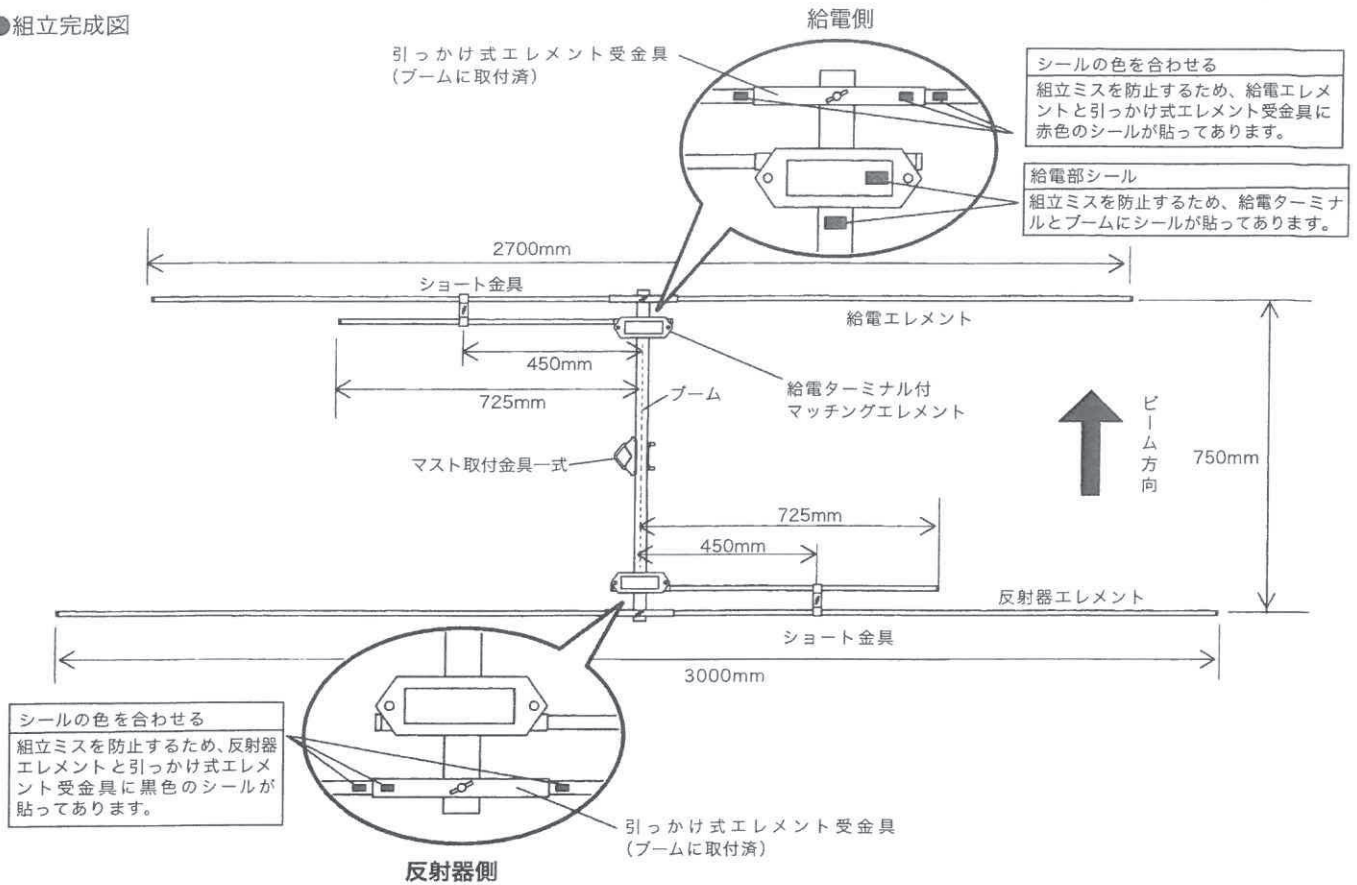 ●組立完成図
給電側
引っかけ式エレメント受金具
(ブームに取付済)
シールの色を合わせる
組立ミスを防止するため、給電エレメ
ントと引っかけ式エレメント受金具に
赤色のシールが貼ってあります。
給電部シール
組立ミスを防止するため、給電ターミナ
ルとブームにシールが貼ってあります。
2700mm
ショート金具
給電エレメント
450mm
725mm
ブーム
給電ターミナル付
マッチングエレメント
マスト取付金具一式
ビーム方向
750mm
725mm
450mm
反射器エレメント
ショート金具
3000mm
シールの色を合わせる
組立ミスを防止するため、反射器
エレメントと引っかけ式エレメ
ント受金具に黒色のシールが
貼ってあります。
引っかけ式エレメント受金具
(ブームに取付済)
反射器側